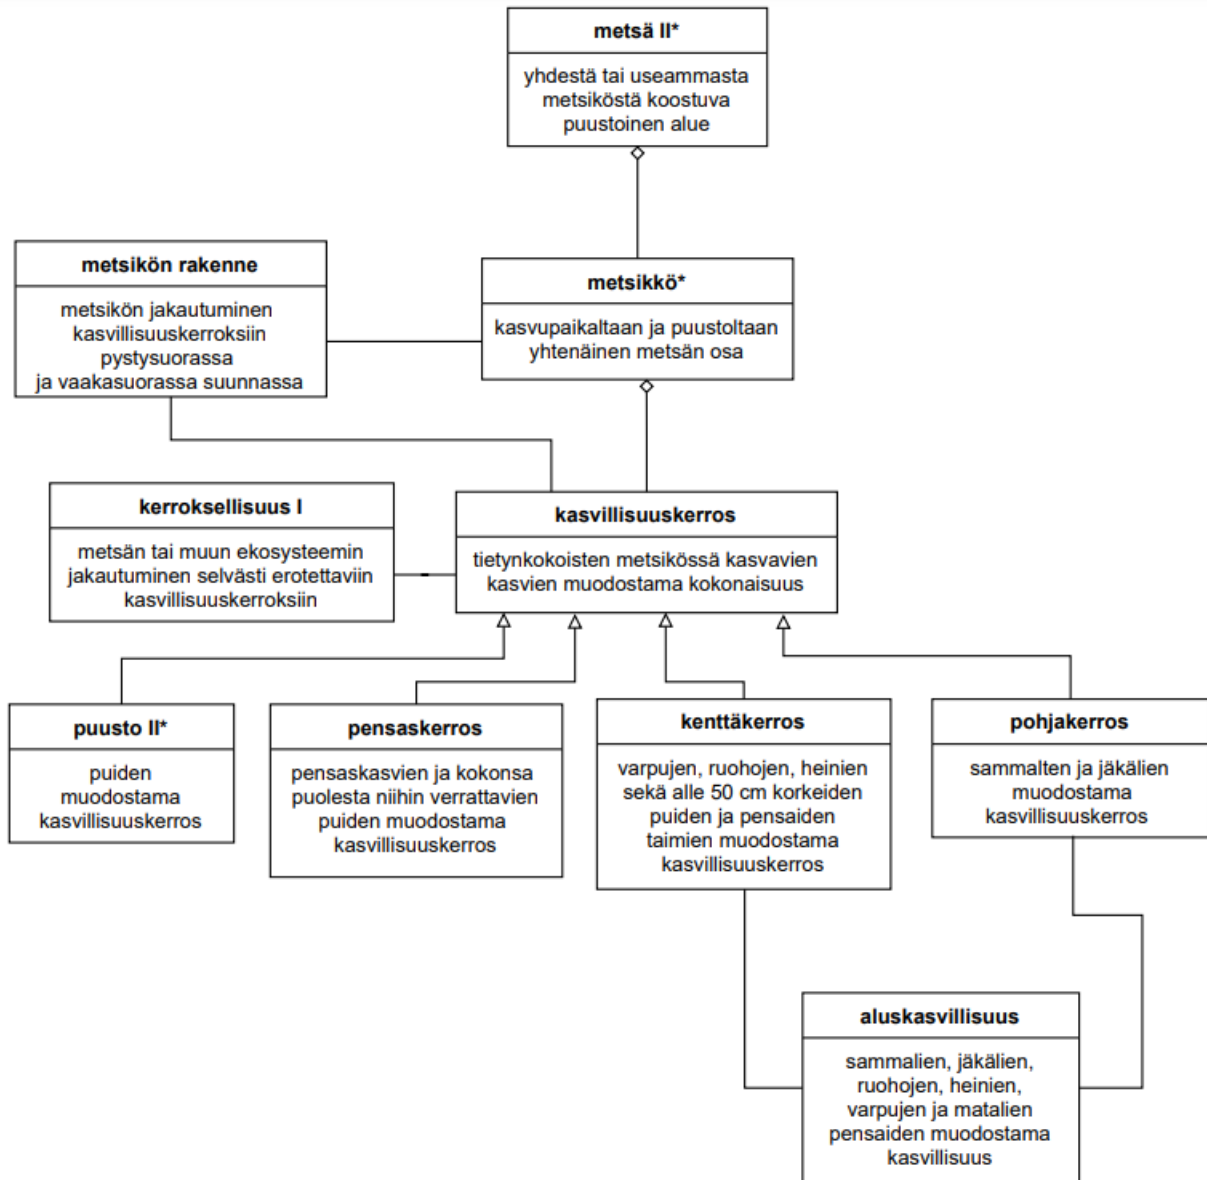 metsä II*
yhdestä tai useammasta
metsiköstä koostuva
puustoinen alue
metsikön rakenne
metsikön jakautuminen
kasvillisuuskerroksiin
pystysuorassa
ja vaakasuorassa suunnassa
metsikkö*
kasvupaikaltaan ja puustoltaan
yhtenäinen metsän osa
kerroksellisuus I
metsän tai muun ekosysteemin
jakautuminen selvästi erotettaviin
kasvillisuuskerroksiin
kasvillisuuskerros
tietynkokoisten metsikössä kasvavien
kasvien muodostama kokonaisuus
puusto II*
puiden
muodostama
kasvillisuuskerros
pensaskerros
pensaskasvien ja kokonsa
puolesta niihin verrattavien
puiden muodostama
kasvillisuuskerros
kenttäkerros
varpujen, ruohojen, heinien
sekä alle 50 cm korkeiden
puiden ja pensaiden
taimien muodostama
kasvillisuuskerros
pohjakerros
sammalten ja jäkälien
muodostama
kasvillisuuskerros
aluskasvillisuus
sammalien, jäkälien,
ruohojen, heinien,
varpujen ja matalien
pensaiden muodostama
kasvillisuus